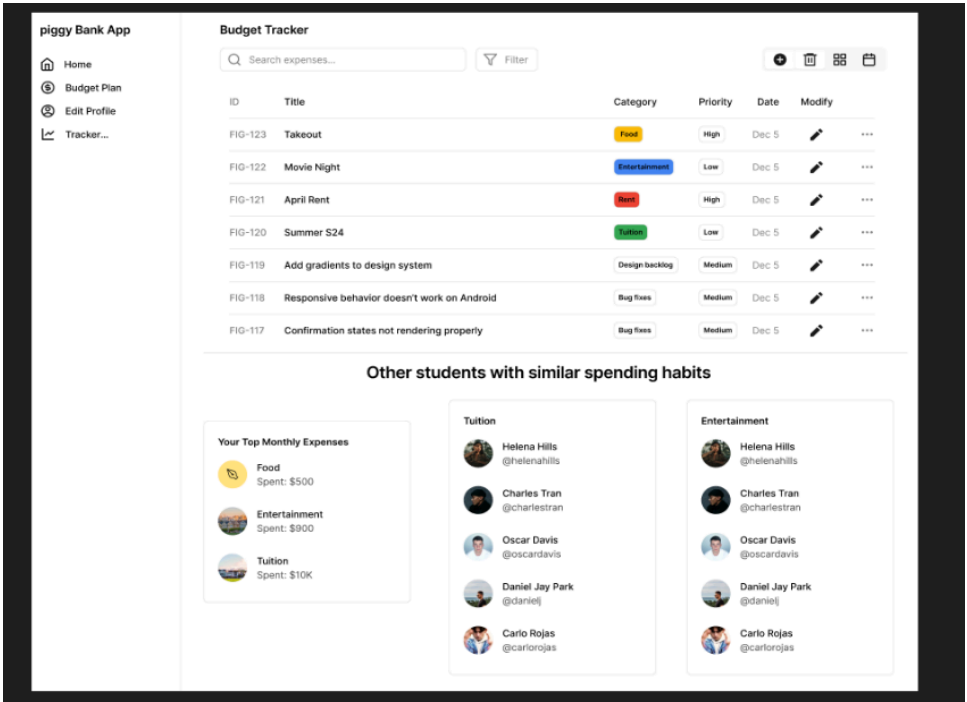 piggy Bank App
Home
Budget Plan
Edit Profile
Tracker...
Budget Tracker
Search expenses...
Filter
ID Title Category Priority Date Modify
FIG-123 Takeout Food High Dec 5
FIG-122 Movie Night Entertainment Low Dec 5
FIG-121 April Rent Rent High Dec 5
FIG-120 Summer S24 Tuition Low Dec 5
FIG-119 Add gradients to design system Design backlog Medium Dec 5
FIG-118 Responsive behavior doesn't work on Android Bug fixes Medium Dec 5
FIG-117 Confirmation states not rendering properly Bug fixes Medium Dec 5
Other students with similar spending habits
Your Top Monthly Expenses
Food
Spent: $500
Entertainment
Spent: $900
Tuition
Spent: $10K
Tuition
Helena Hills
@helenahills
Charles Tran
@charlestran
Oscar Davis
@oscardavis
Daniel Jay Park
@danielj
Carlo Rojas
@carlorojas
Entertainment
Helena Hills
@helenahills
Charles Tran
@charlestran
Oscar Davis
@oscardavis
Daniel Jay Park
@danielj
Carlo Rojas
@carlorojas